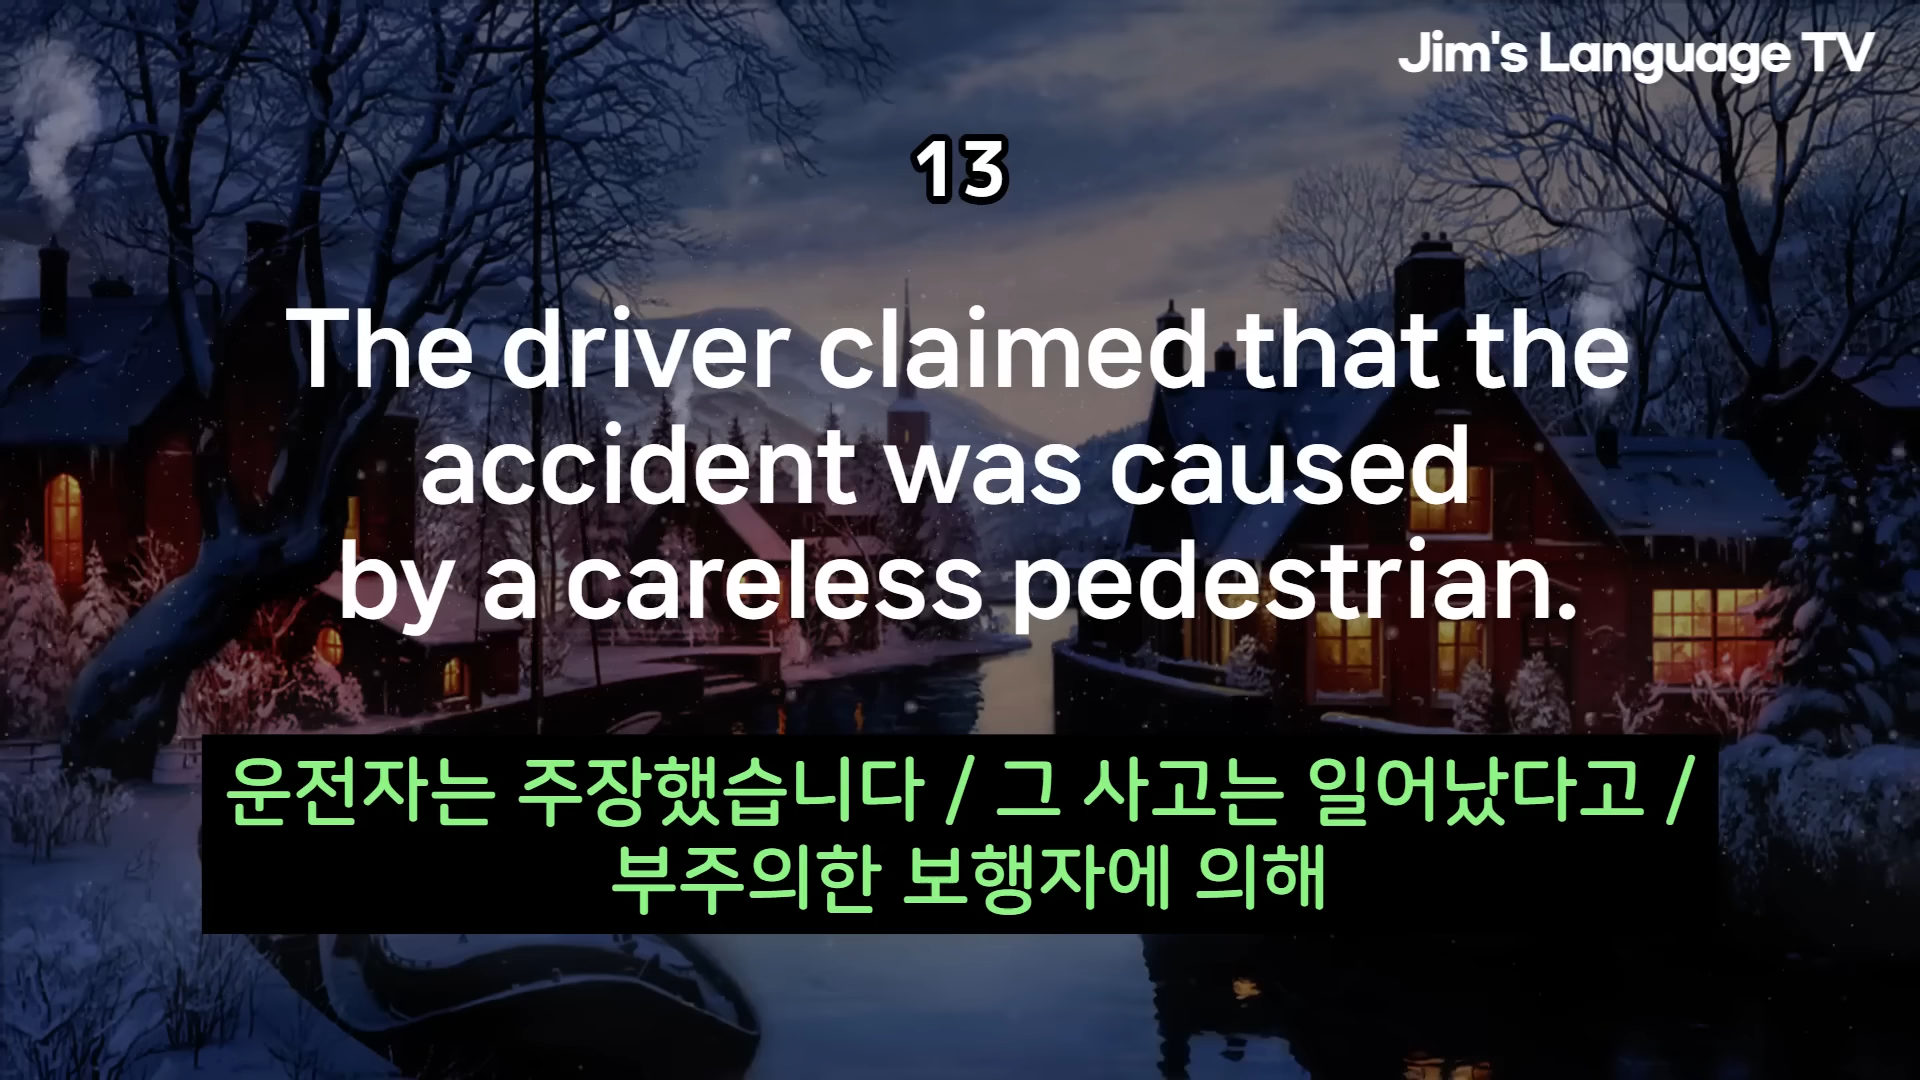 Jim's Language TV
13
The driver claimed that the
accident was caused
by a careless pedestrian.
운전자는 주장했습니다 / 그 사고는 일어났다고 /
부주의한 보행자에 의해